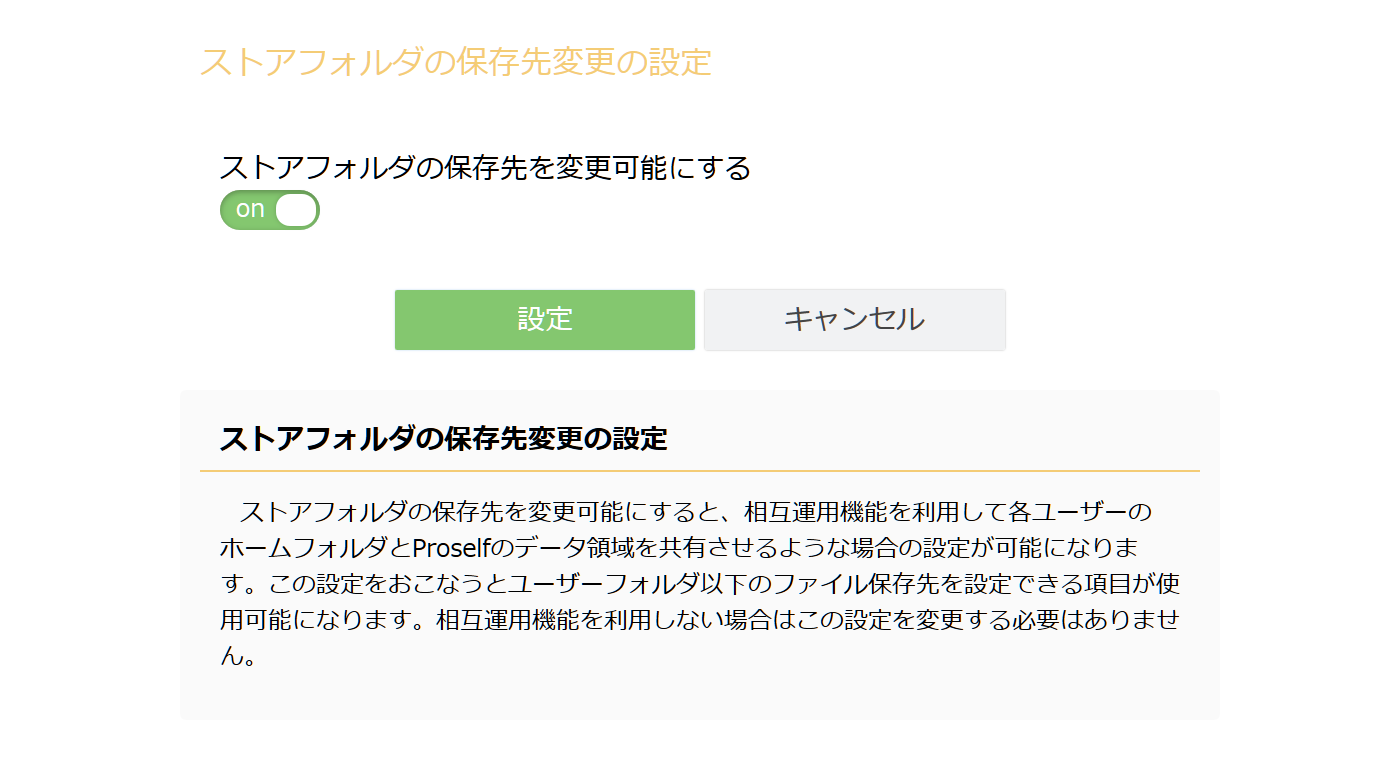 ストアフォルダの保存先変更の設定
ストアフォルダの保存先を変更可能にする
on
設定
キャンセル
ストアフォルダの保存先変更の設定
ストアフォルダの保存先を変更可能にすると、相互運用機能を利用して各ユーザーの
ホームフォルダとProselfのデータ領域を共有させるような場合の設定が可能になりま
す。この設定をおこなうとユーザーフォルダ以下のファイル保存先を設定できる項目が使
用可能になります。相互運用機能を利用しない場合はこの設定を変更する必要はありませ
ん。